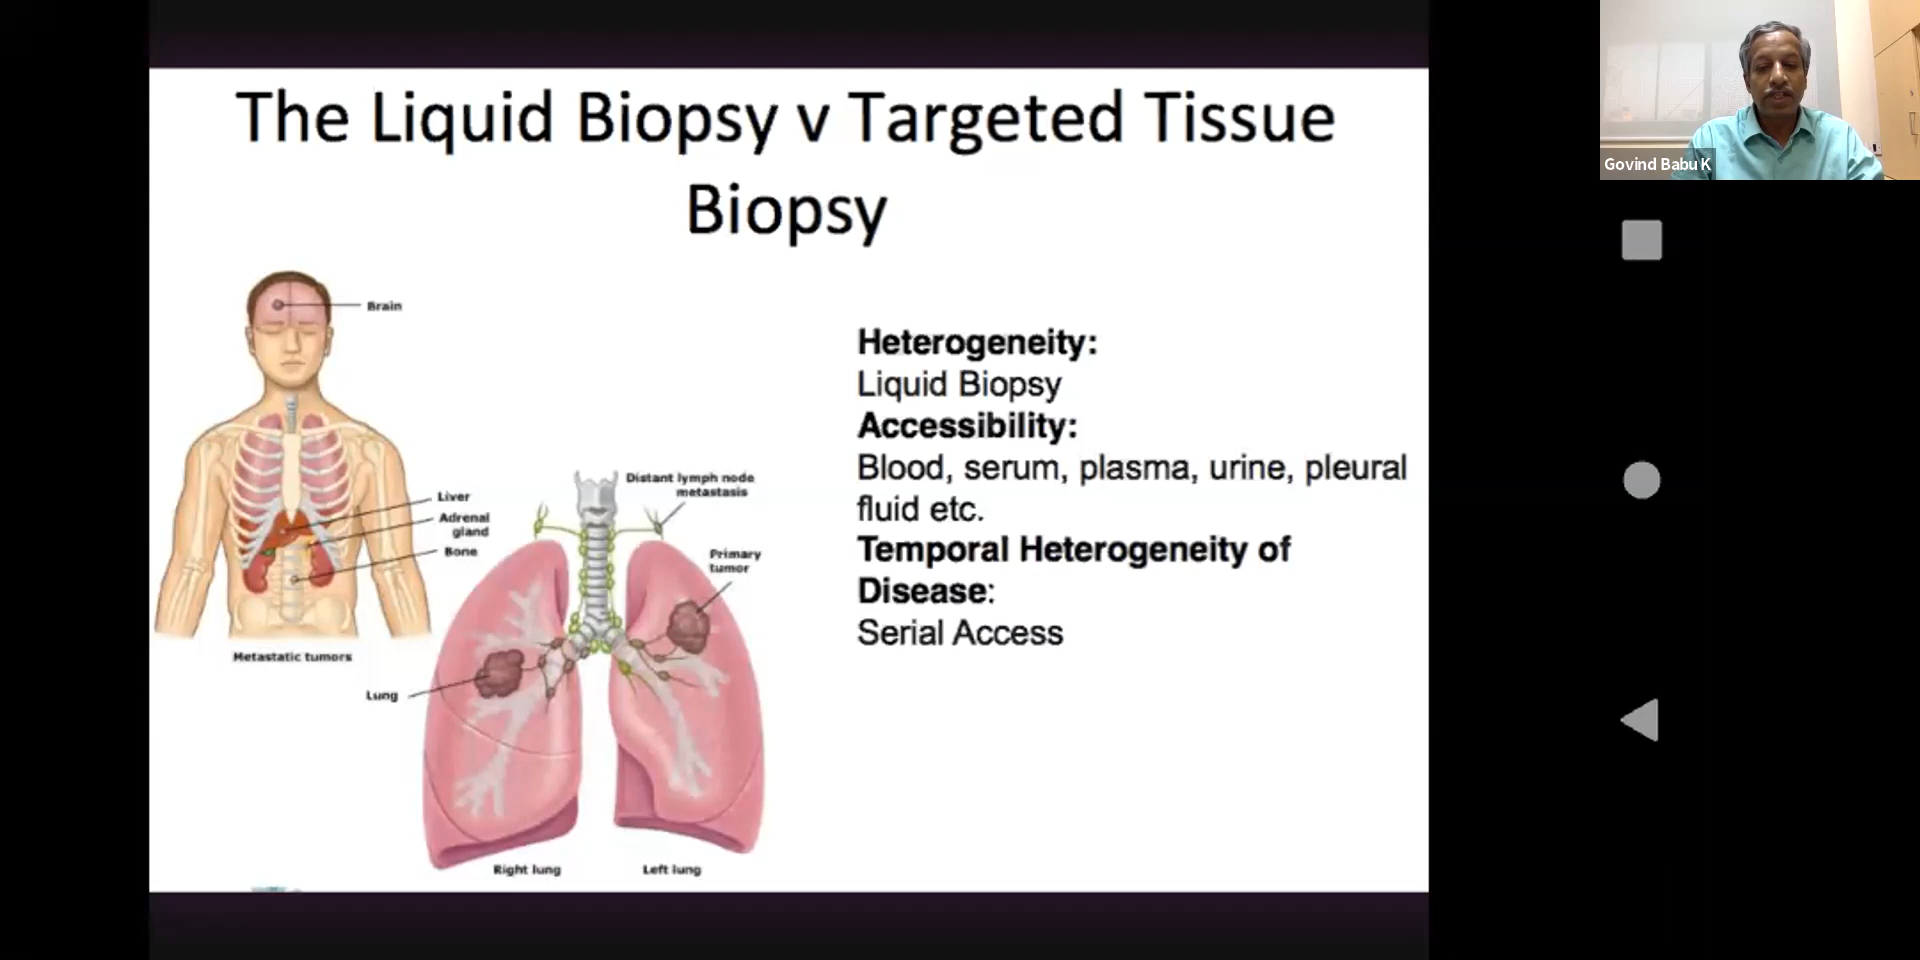 The Liquid Biopsy v Targeted Tissue
Biopsy
Govind Babu K
Brain
Liver
Adrenal
gland
Bone
Metastatic tumors
Distant lymph node
metastasis
Primary
tumor
Lung
Right lung
Left lung
Heterogeneity:
Liquid Biopsy
Accessibility:
Blood, serum, plasma, urine, pleural
fluid etc.
Temporal Heterogeneity of
Disease:
Serial Access